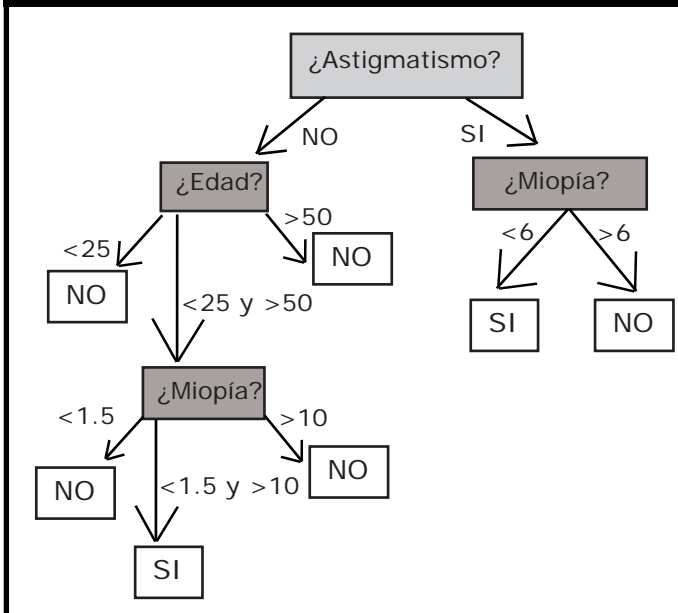 ¿Astigmatismo?
NO
SI
¿Edad?
¿Miopía?
<25
>50
<6
>6
NO
NO
<25 y >50
SI
NO
¿Miopía?
<1.5
>10
NO
NO
<1.5 y >10
SI